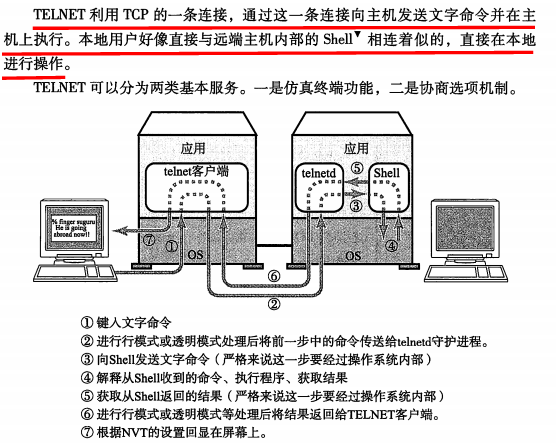 TELNET 利用 TCP 的一条连接，通过这一条连接向主机发送文字命令并在主
机上执行。本地用户好像直接与远端主机内部的 Shell▼ 相连着似的，直接在本地
进行操作。
TELNET 可以分为两类基本服务。一是仿真终端功能，二是协商选项机制。
应用
应用
telnet客户端
telnetd
Shell
⑤
③
④
% finger suguru
He is going
abroad now!!
⑦
①
OS
OS
⑥
②
①键入文字命令
②进行行模式或透明模式处理后将前一步中的命令传送给telnetd守护进程。
③向Shell发送文字命令（严格来说这一步要经过操作系统内部）
④解释从Shell收到的命令、执行程序、获取结果
⑤获取从Shell返回的结果（严格来说这一步要经过操作系统内部）
⑥进行行模式或透明模式等处理后将结果返回给TELNET客户端。
⑦根据NVT的设置回显在屏幕上。